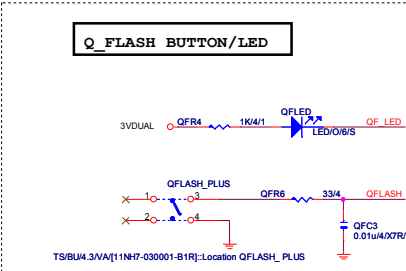 Q_FLASH BUTTON/LED
QFLED
3VDUAL QFR4 1K/4/1 QF_LED
LED/O/6/S
QFLASH_PLUS
1 3 QFR6 33/4 QFLASH
2 4
QFC3
0.01u/4/X7R/
TS/BU/4.3/VA/[11NH7-030001-B1R]::Location QFLASH_PLUS